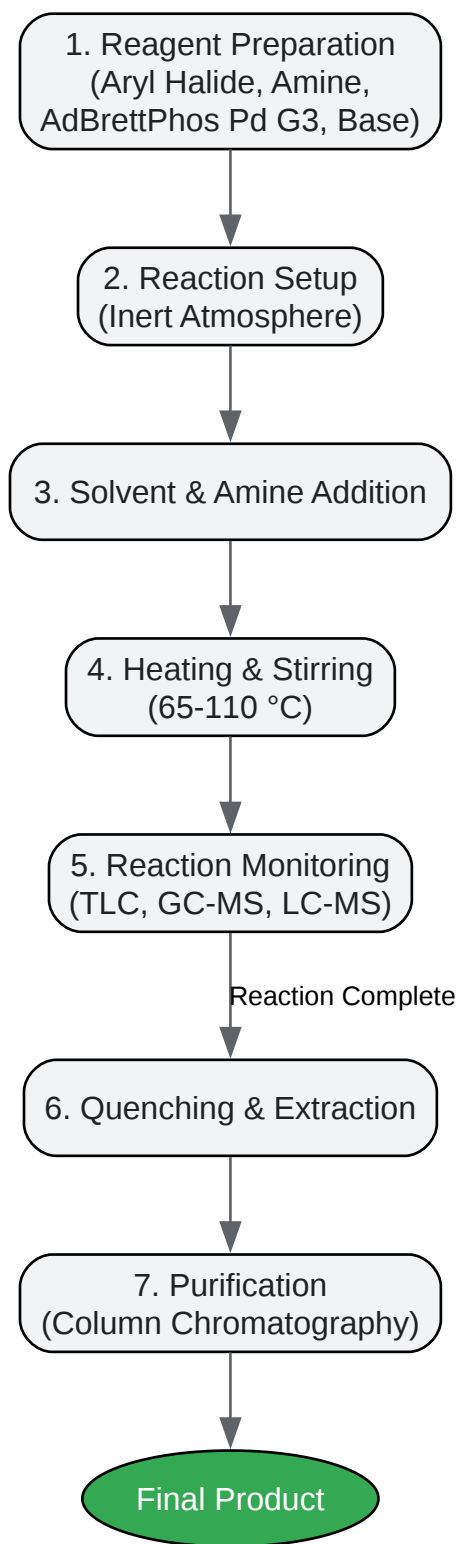 1. Reagent Preparation
(Aryl Halide, Amine,
AdBrettPhos Pd G3, Base)
2. Reaction Setup
(Inert Atmosphere)
3. Solvent & Amine Addition
4. Heating & Stirring
(65-110 °C)
5. Reaction Monitoring
(TLC, GC-MS, LC-MS)
Reaction Complete
6. Quenching & Extraction
7. Purification
(Column Chromatography)
Final Product